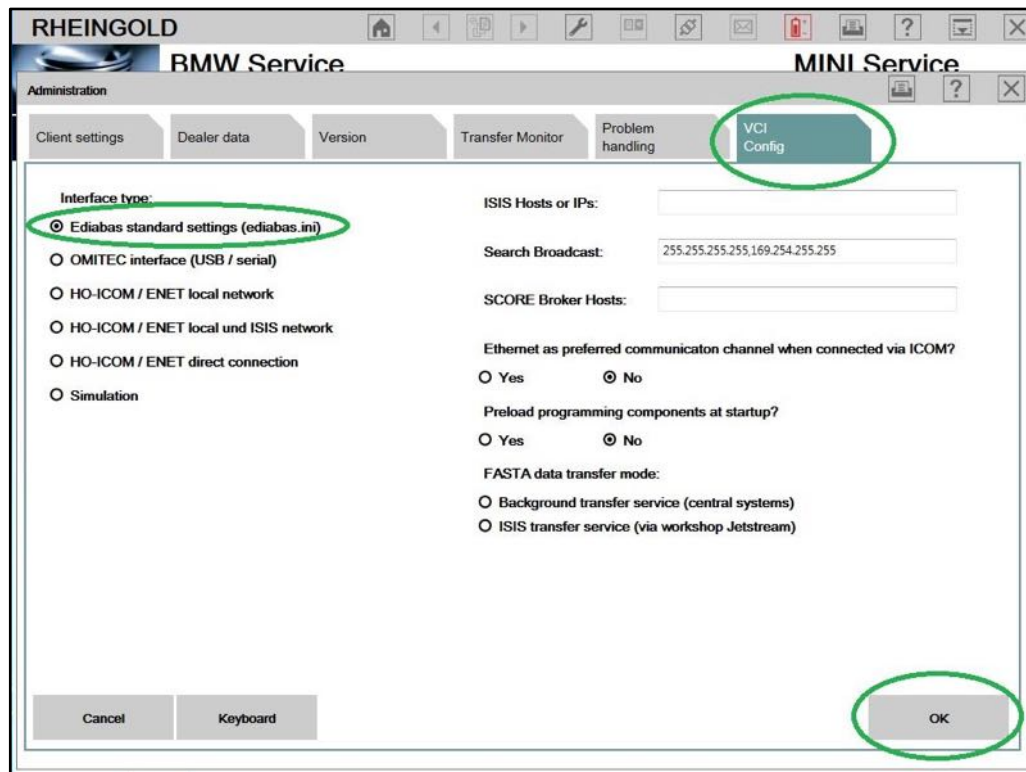 RHEINGOLD
BMW Service
MINI Service
Administration
Client settings
Dealer data
Version
Transfer Monitor
Problem
handling
VCI
Config
Interface type:
Ediabas standard settings (ediabas.ini)
OMITEC interface (USB / serial)
HO-ICOM / ENET local network
HO-ICOM / ENET local und ISIS network
HO-ICOM / ENET direct connection
Simulation
ISIS Hosts or IPs:
Search Broadcast:
255.255.255.255,169.254.255.255
SCORE Broker Hosts:
Ethernet as preferred communicaton channel when connected via ICOM?
Yes
No
Preload programming components at startup?
Yes
No
FASTA data transfer mode:
Background transfer service (central systems)
ISIS transfer service (via workshop Jetstream)
Cancel
Keyboard
OK